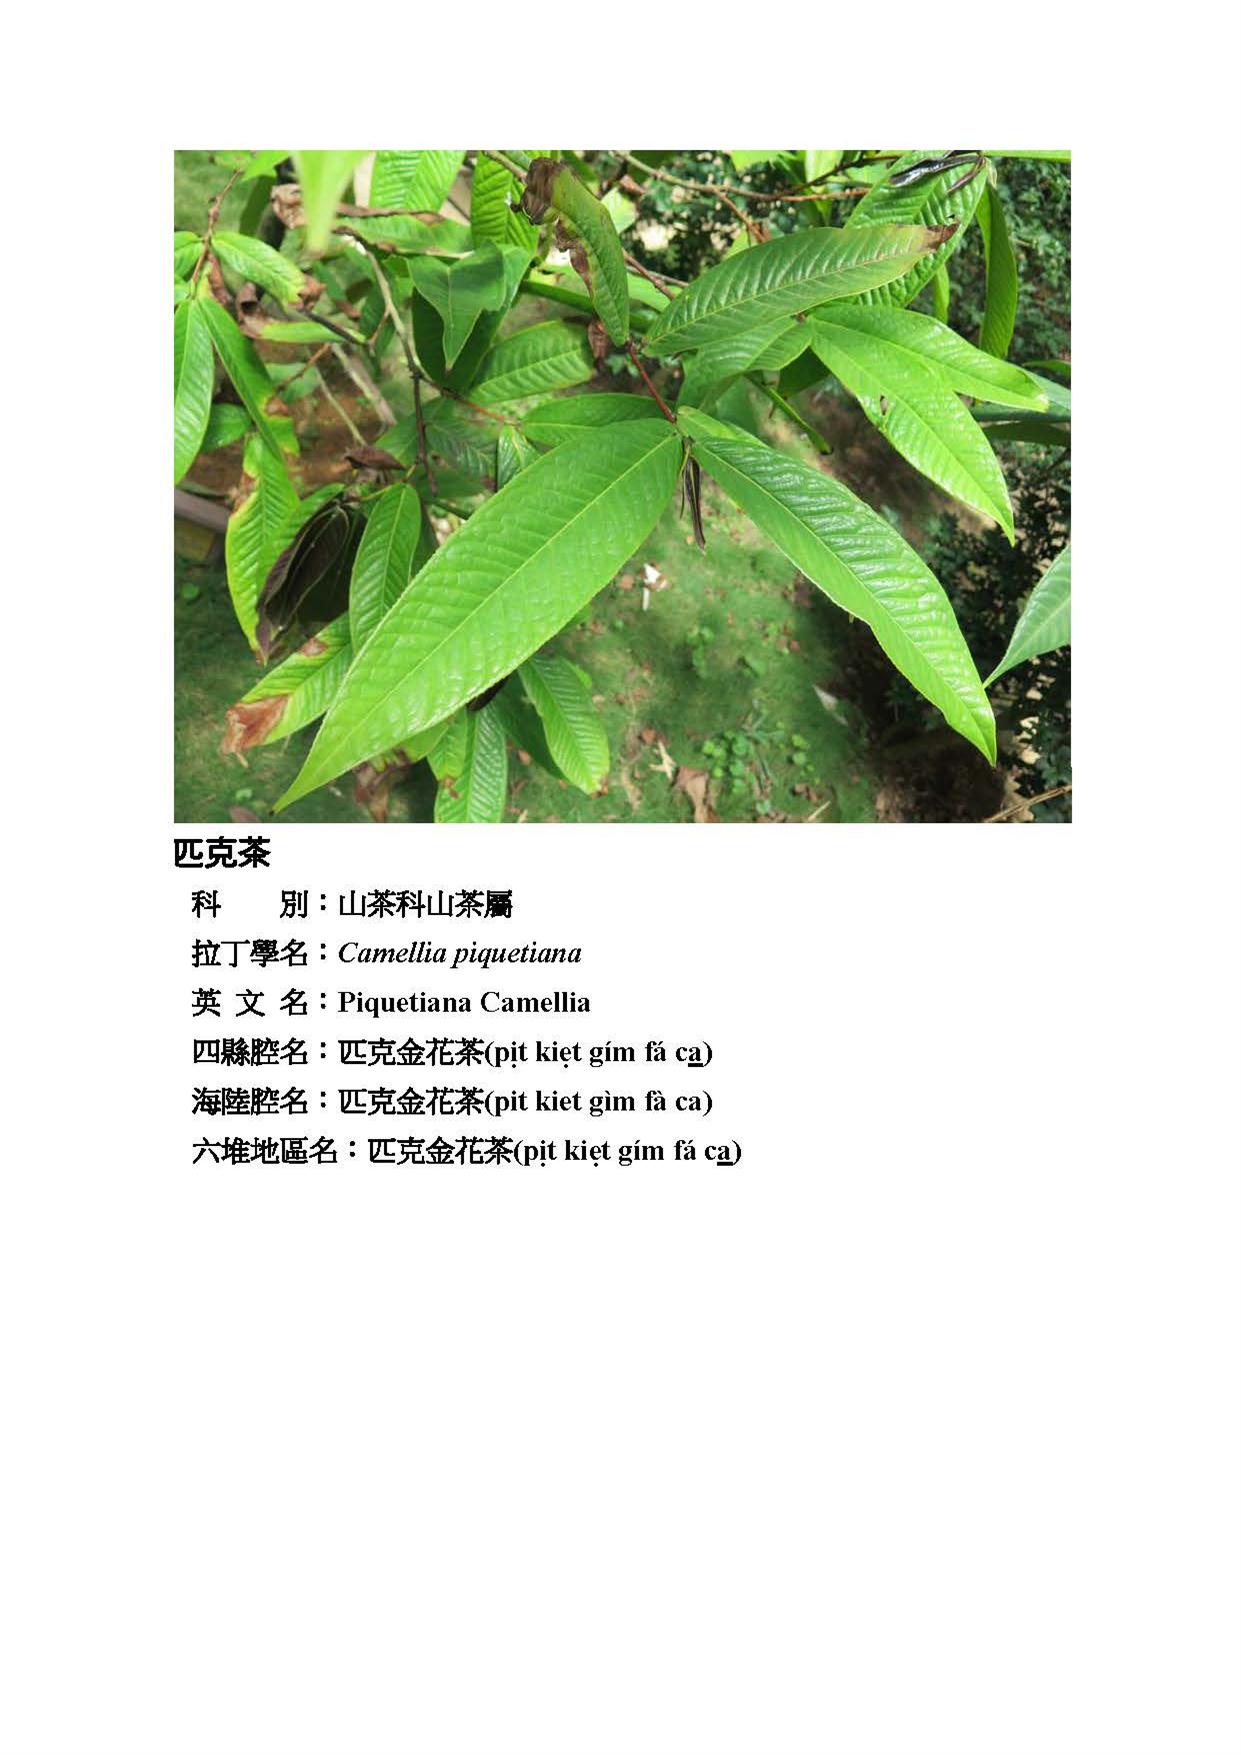 匹克茶
科　　別：山茶科山茶屬
拉丁學名：Camellia piquetiana
英 文 名：Piquetiana Camellia
四縣腔名：匹克金花茶(pịt kiẹt gím fá ca̲)
海陸腔名：匹克金花茶(pit kiet gìm fà ca)
六堆地區名：匹克金花茶(pịt kiẹt gím fá ca̲)